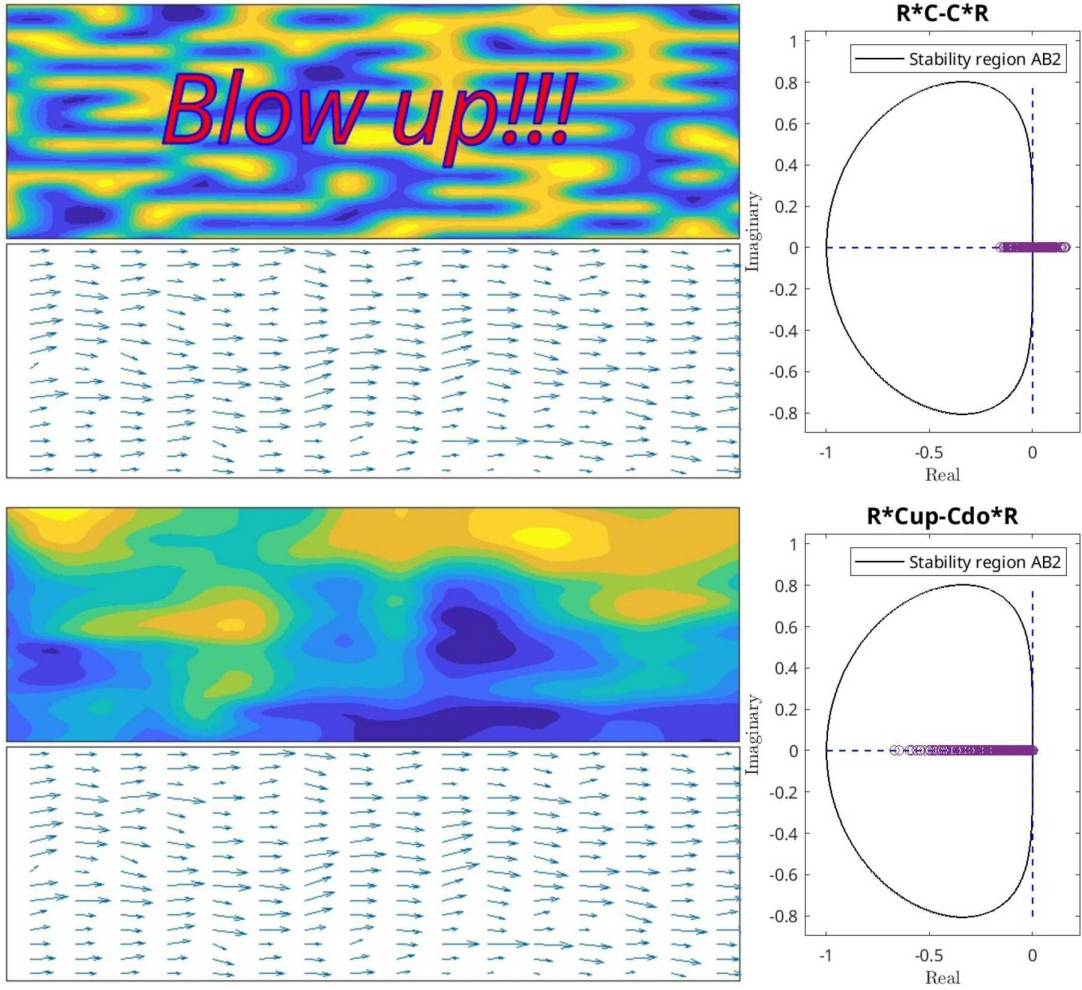 Blow up!!!
R*C-C*R
Stability region AB2
1
0.8
0.6
0.4
0.2
0
-0.2
-0.4
-0.6
-0.8
Imaginary
-1 -0.5 0
Real
R*Cup-Cdo*R
Stability region AB2
1
0.8
0.6
0.4
0.2
0
-0.2
-0.4
-0.6
-0.8
Imaginary
-1 -0.5 0
Real